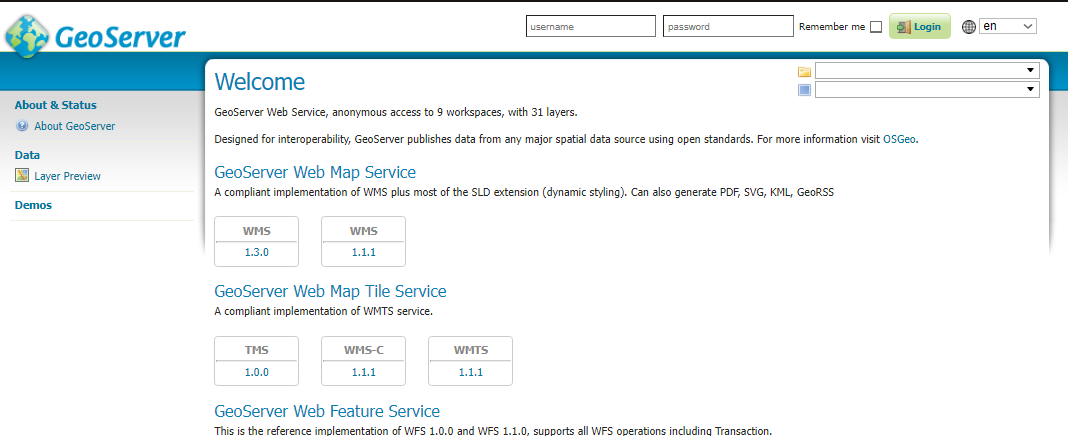 GeoServer
username
password
Remember me
Login
en
About & Status
About GeoServer
Data
Layer Preview
Demos
Welcome
GeoServer Web Service, anonymous access to 9 workspaces, with 31 layers.
Designed for interoperability, GeoServer publishes data from any major spatial data source using open standards. For more information visit OSGeo.
GeoServer Web Map Service
A compliant implementation of WMS plus most of the SLD extension (dynamic styling). Can also generate PDF, SVG, KML, GeoRSS
WMS
1.3.0
WMS
1.1.1
GeoServer Web Map Tile Service
A compliant implementation of WMTS service.
TMS
1.0.0
WMS-C
1.1.1
WMTS
1.1.1
GeoServer Web Feature Service
This is the reference implementation of WFS 1.0.0 and WFS 1.1.0, supports all WFS operations including Transaction.